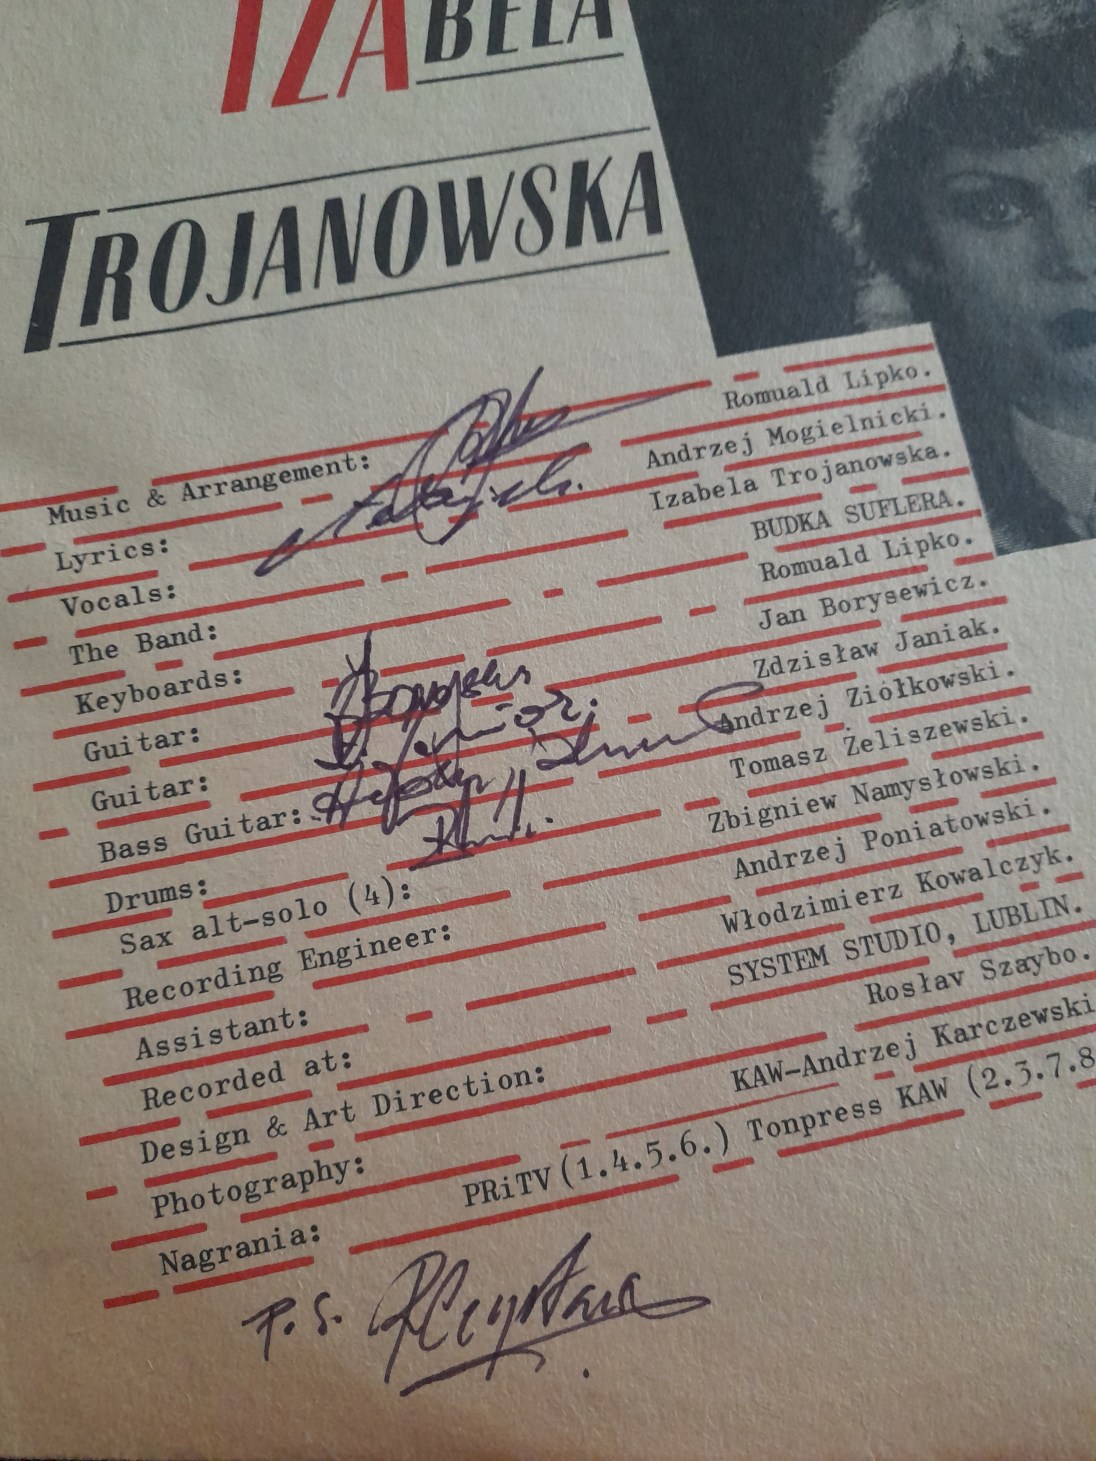 IZABELA
TROJANOWSKA
Music & Arrangement: Romuald Lipko.
Lyrics: Andrzej Mogielnicki.
Vocals: Izabela Trojanowska.
The Band: BUDKA SUFLERA.
Keyboards: Romuald Lipko.
Guitar: Jan Borysewicz.
Guitar: Zdzisław Janiak.
Bass Guitar: Andrzej Ziółkowski.
Drums: Tomasz Żeliszewski.
Sax alt-solo (4): Zbigniew Namysłowski.
Recording Engineer: Andrzej Poniatowski.
Assistant: Włodzimierz Kowalczyk.
Recorded at: SYSTEM STUDIO, LUBLIN.
Design & Art Direction: Rosłav Szaybo.
Photography: KAW-Andrzej Karczewski
Nagrania: PRiTV(1.4.5.6.) Tonpress KAW (2.3.7.8
P.S.